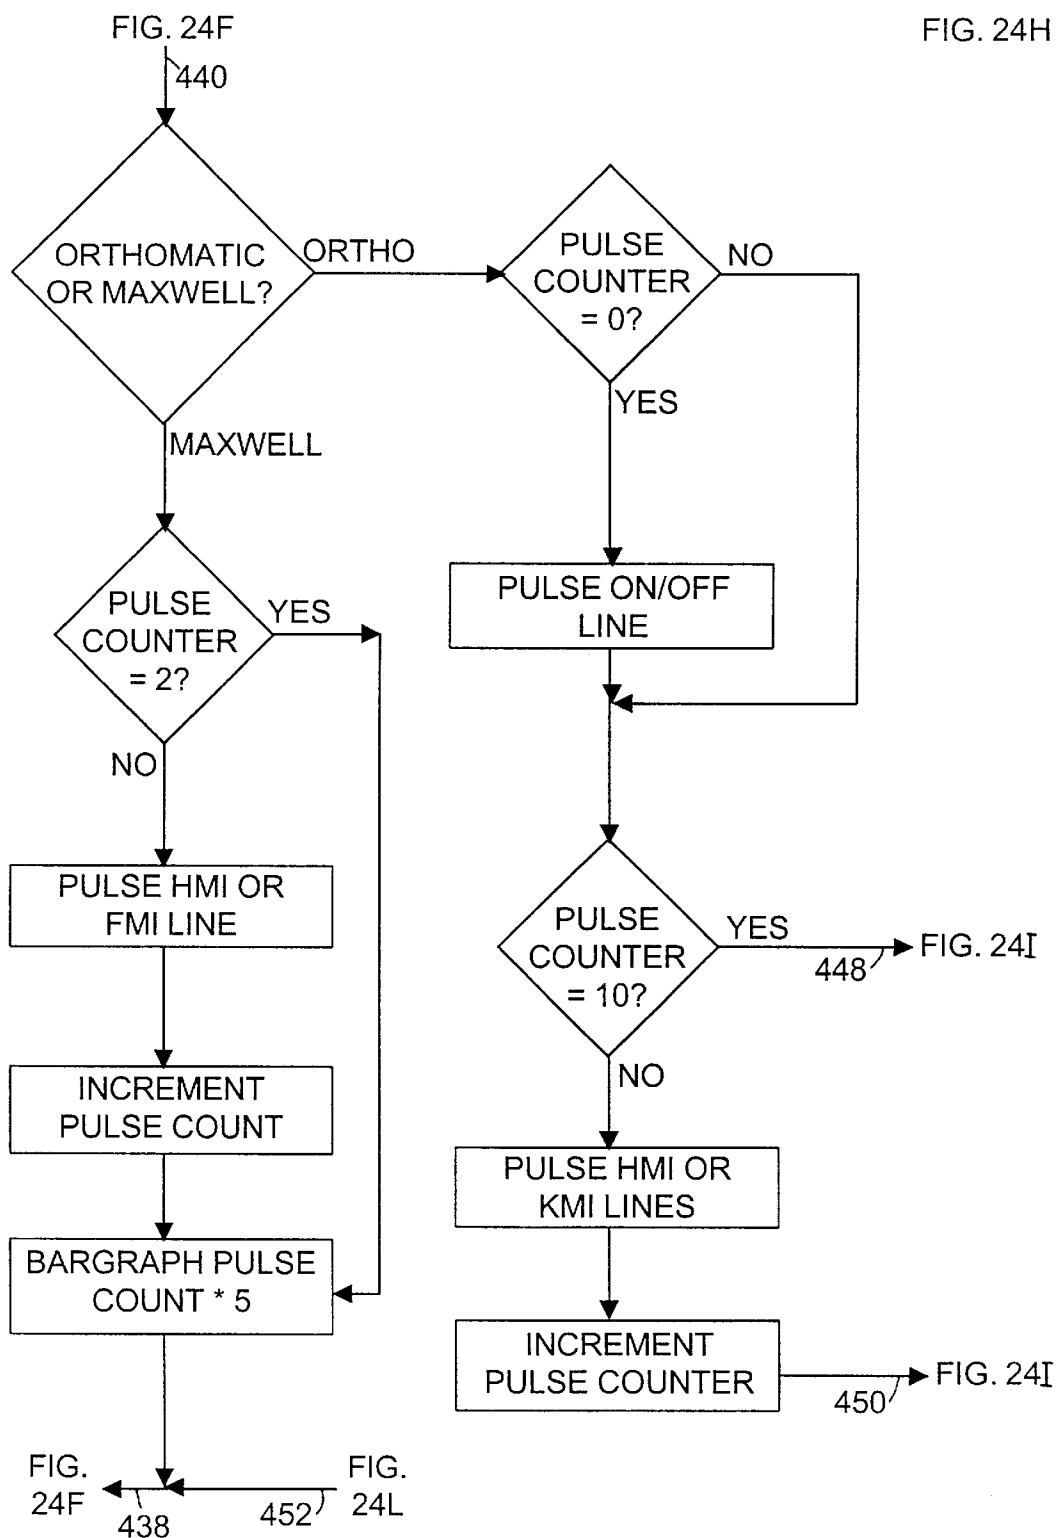 FIG. 24F
FIG. 24H
440
ORTHOMATIC
OR MAXWELL?
ORTHO
PULSE
COUNTER
= 0?
NO
YES
MAXWELL
PULSE
COUNTER
= 2?
YES
PULSE ON/OFF
LINE
NO
PULSE HMI OR
FMI LINE
PULSE
COUNTER
= 10?
YES
448
FIG. 24I
NO
INCREMENT
PULSE COUNT
PULSE HMI OR
KMI LINES
BARGRAPH PULSE
COUNT * 5
INCREMENT
PULSE COUNTER
450
FIG. 24I
FIG.
24F
438
452
FIG.
24L